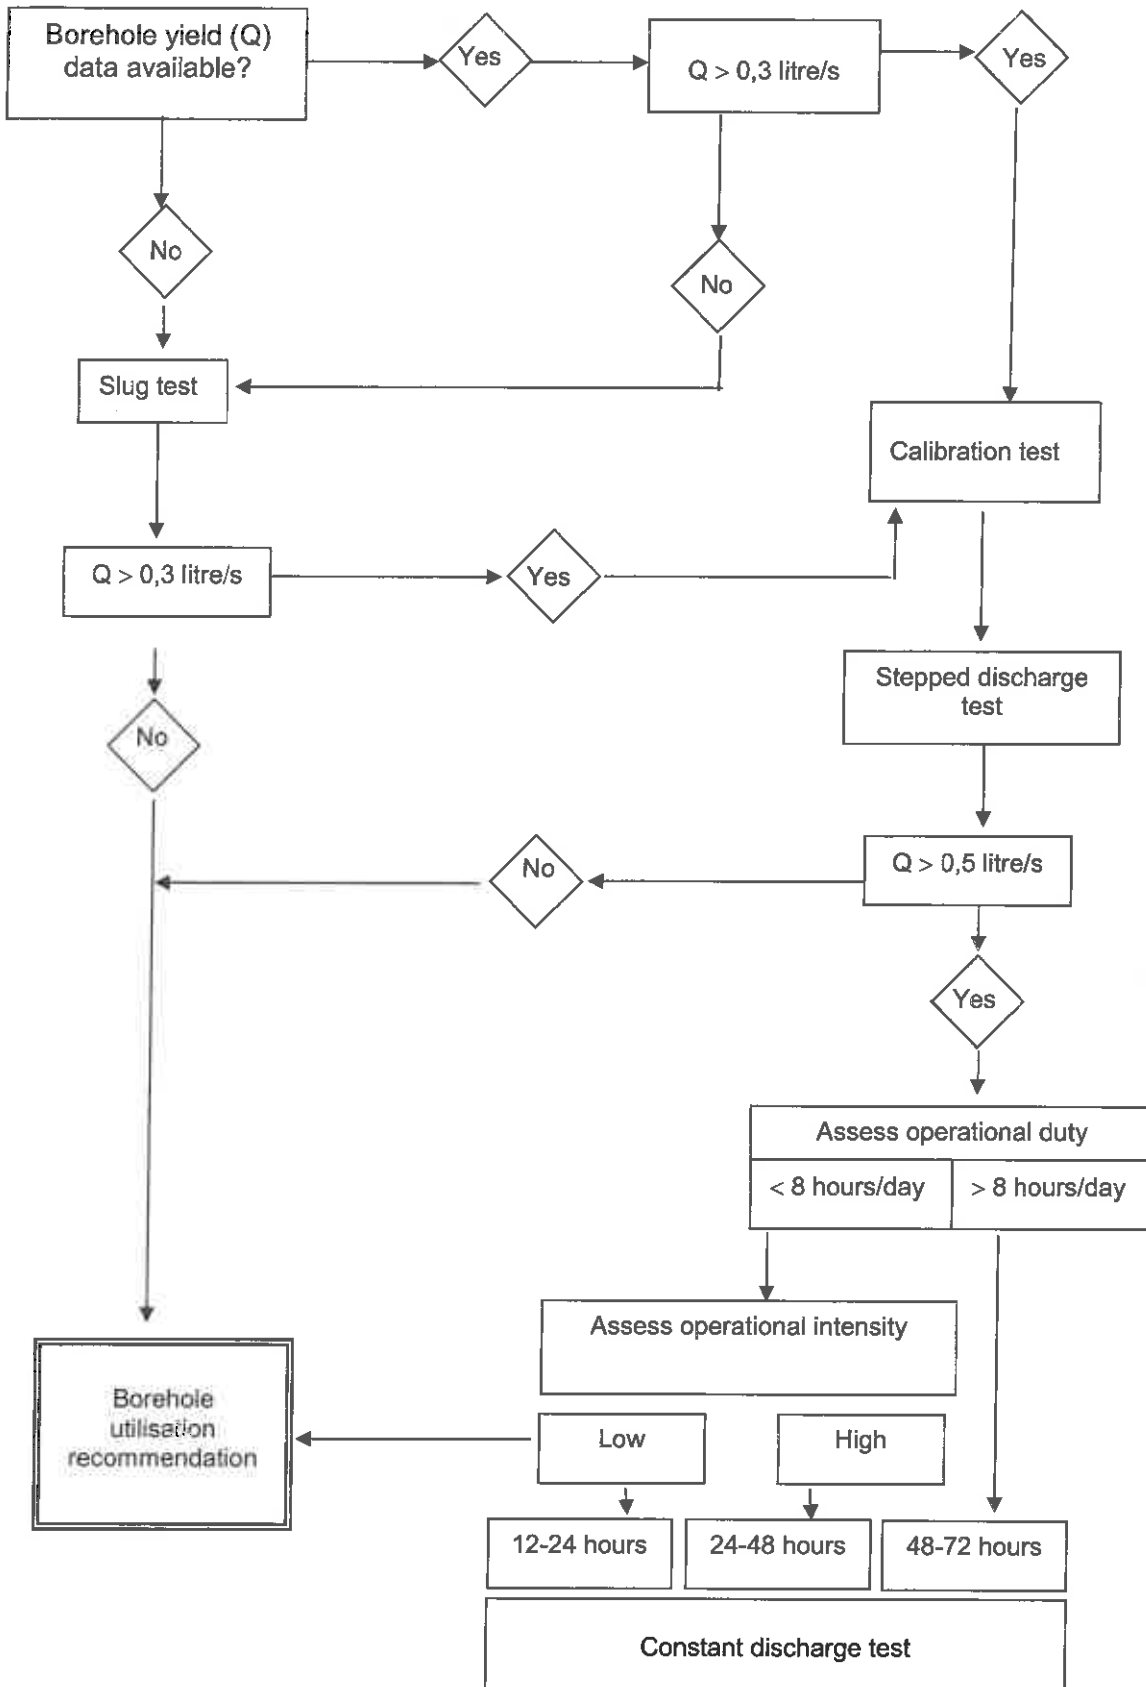 Borehole yield (Q)
data available?
Yes
Q > 0,3 litre/s
Yes
No
No
Slug test
Calibration test
Q > 0,3 litre/s
Yes
Stepped discharge
test
No
No
Q > 0,5 litre/s
Yes
Assess operational duty
< 8 hours/day
> 8 hours/day
Assess operational intensity
Borehole
utilisation
recommendation
Low
High
12-24 hours
24-48 hours
48-72 hours
Constant discharge test